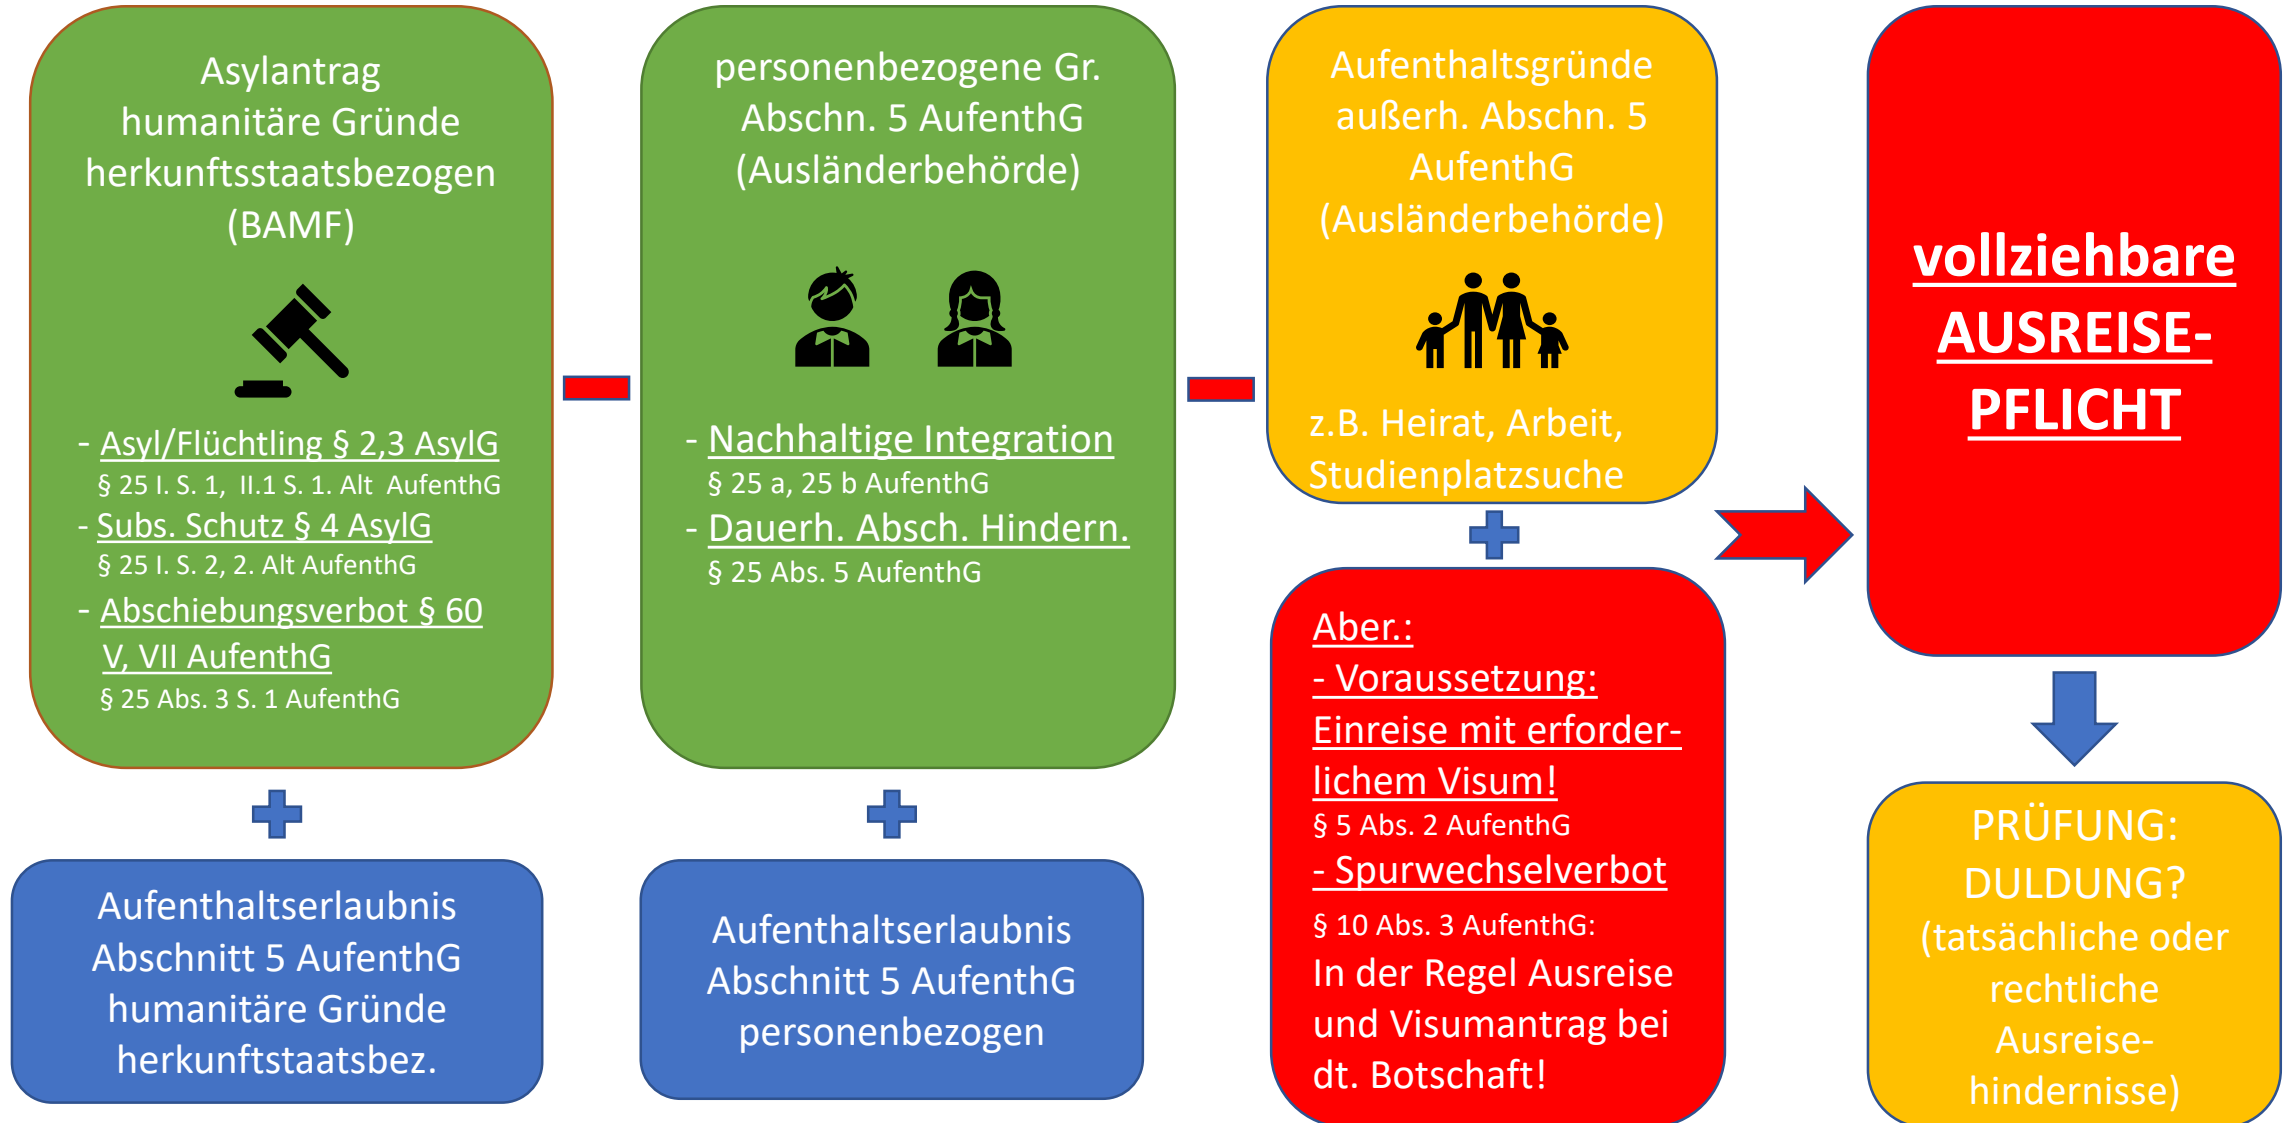 Asylantrag
humanitäre Gründe
herkunftsstaatsbezogen
(BAMF)
- Asyl/Flüchtling § 2,3 AsylG
§ 25 I. S. 1, II.1 S. 1. Alt AufenthG
- Subs. Schutz § 4 AsylG
§ 25 I. S. 2, 2. Alt AufenthG
- Abschiebungsverbot § 60
V, VII AufenthG
§ 25 Abs. 3 S. 1 AufenthG
Aufenthaltserlaubnis
Abschnitt 5 AufenthG
humanitäre Gründe
herkunftstaatsbez.
personenbezogene Gr.
Abschn. 5 AufenthG
(Ausländerbehörde)
- Nachhaltige Integration
§ 25 a, 25 b AufenthG
- Dauerh. Absch. Hindern.
§ 25 Abs. 5 AufenthG
Aufenthaltserlaubnis
Abschnitt 5 AufenthG
personenbezogen
Aufenthaltsgründe
außerh. Abschn. 5
AufenthG
(Ausländerbehörde)
z.B. Heirat, Arbeit,
Studienplatzsuche
Aber.:
- Voraussetzung:
Einreise mit erforder-
lichem Visum!
§ 5 Abs. 2 AufenthG
- Spurwechselverbot
§ 10 Abs. 3 AufenthG:
In der Regel Ausreise
und Visumantrag bei
dt. Botschaft!
vollziehbare
AUSREISE-
PFLICHT
PRÜFUNG:
DULDUNG?
(tatsächliche oder
rechtliche
Ausreise-
hindernisse)